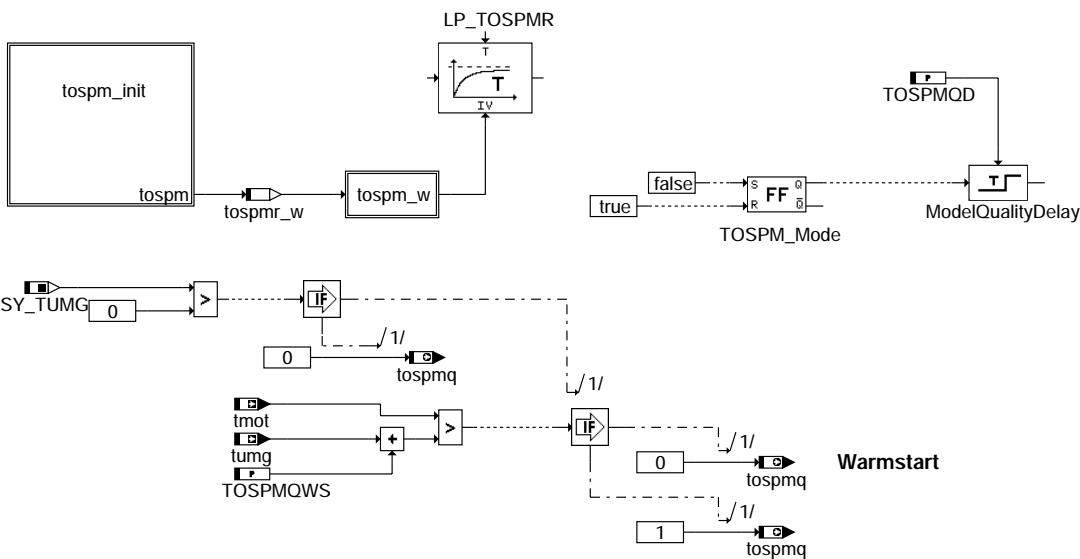 LP_TOSPMR
T
T
IV
tospm_init
tospm
tospmr_w
tospm_w
P
TOSPMQD
false
true
S Q
FF
R Q
TOSPM_Mode
T
ModelQualityDelay
SY_TUMG
0
>
IF
1/
0
tospmq
1/
tmot
tumg
P
TOSPMQWS
+
>
IF
1/
0
tospmq
Warmstart
1/
1
tospmq